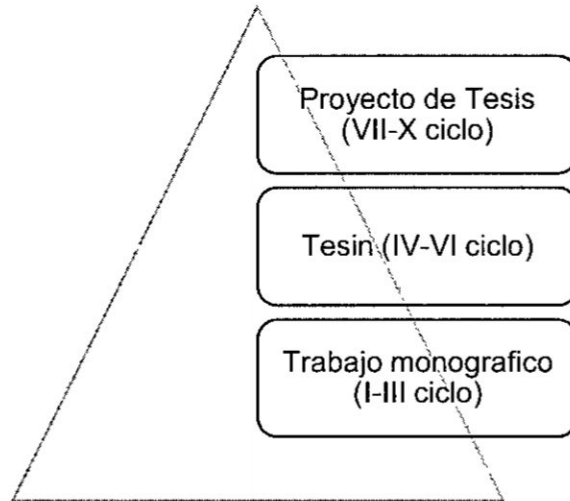 Proyecto de Tesis
(VII-X ciclo)
Tesin (IV-VI ciclo)
Trabajo monografico
(I-III ciclo)